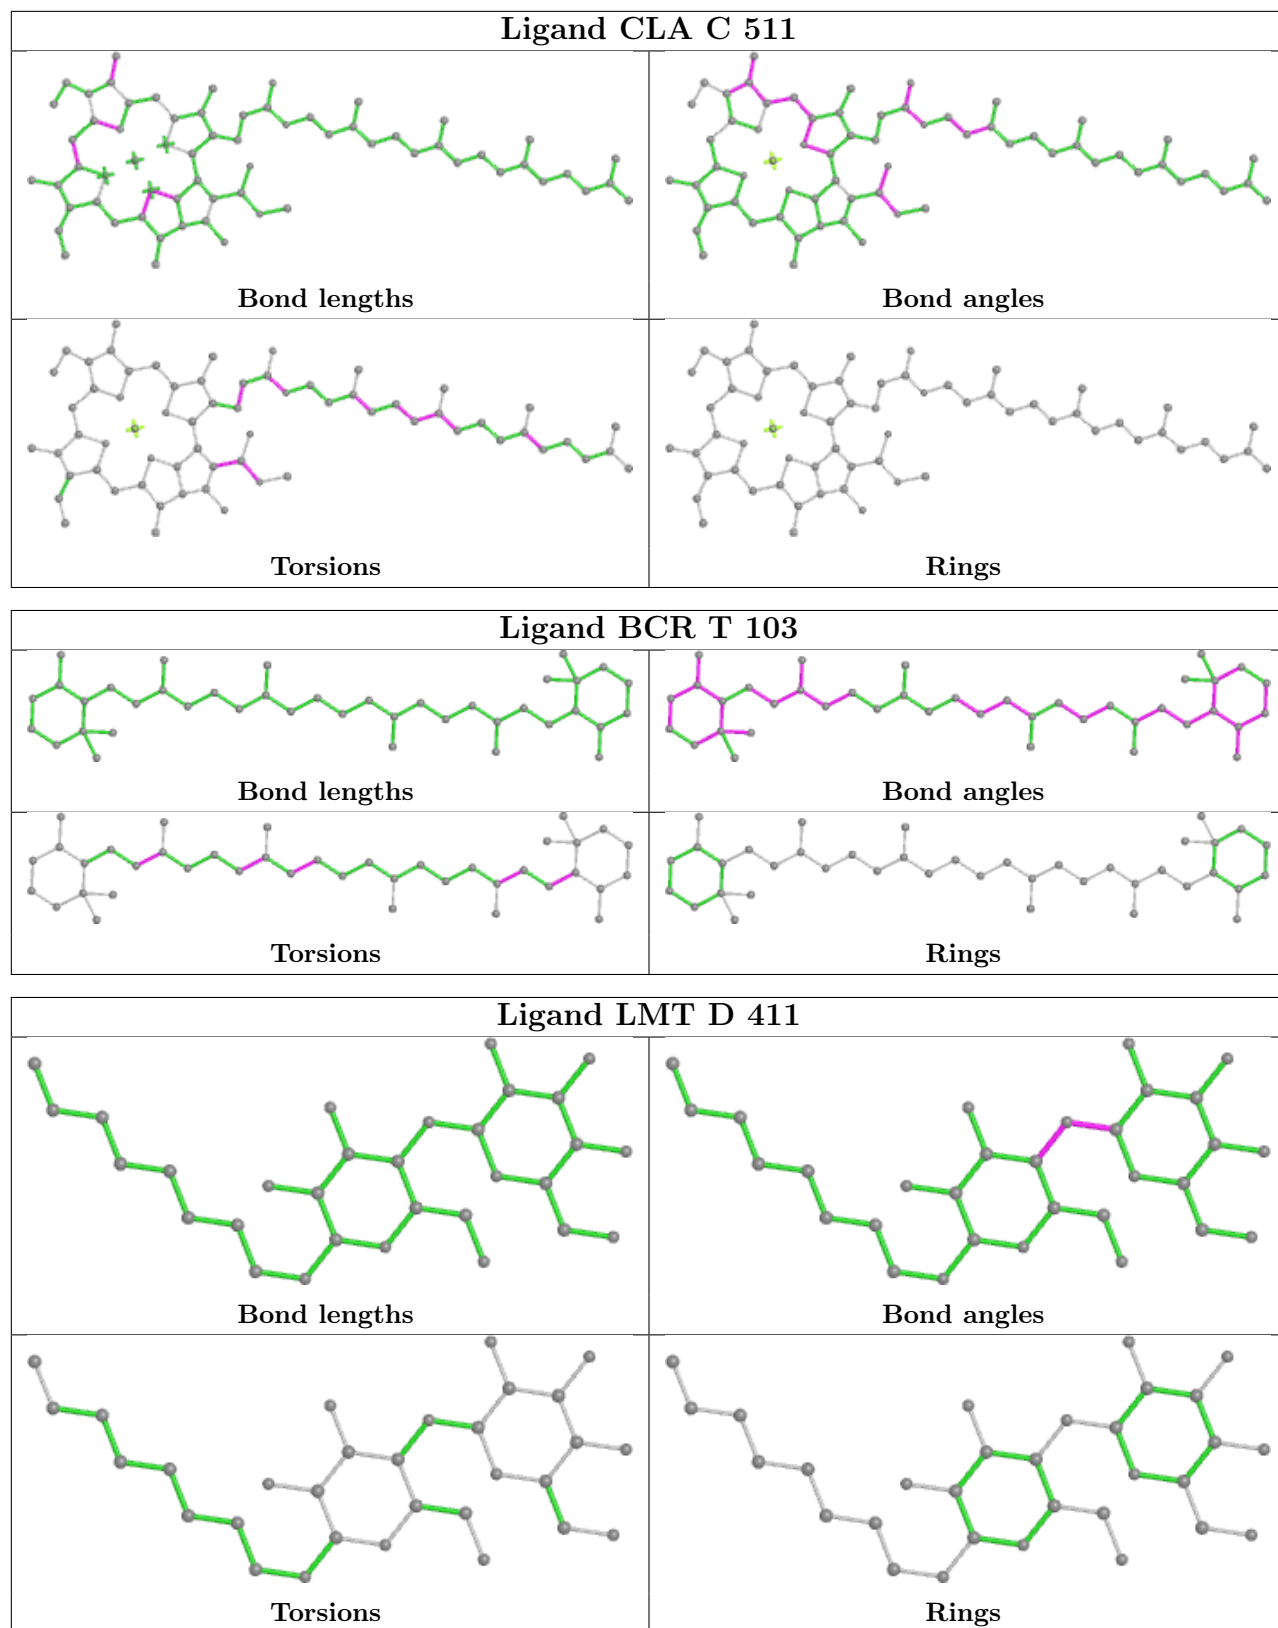 Ligand CLA C 511
Bond lengths
Bond angles
Torsions
Rings
Ligand BCR T 103
Bond lengths
Bond angles
Torsions
Rings
Ligand LMT D 411
Bond lengths
Bond angles
Torsions
Rings